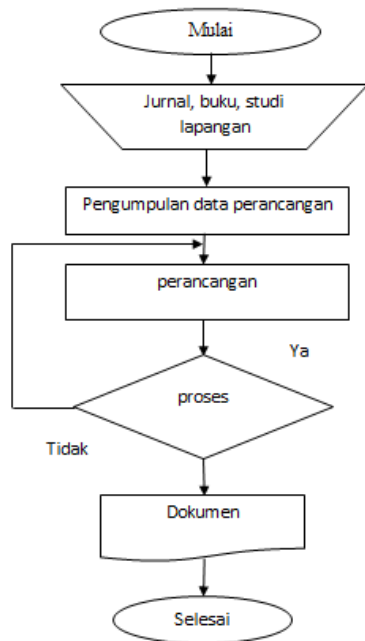 Mulai
Jurnal, buku, studi
lapangan
Pengumpulan data perancangan
perancangan
Ya
proses
Tidak
Dokumen
Selesai